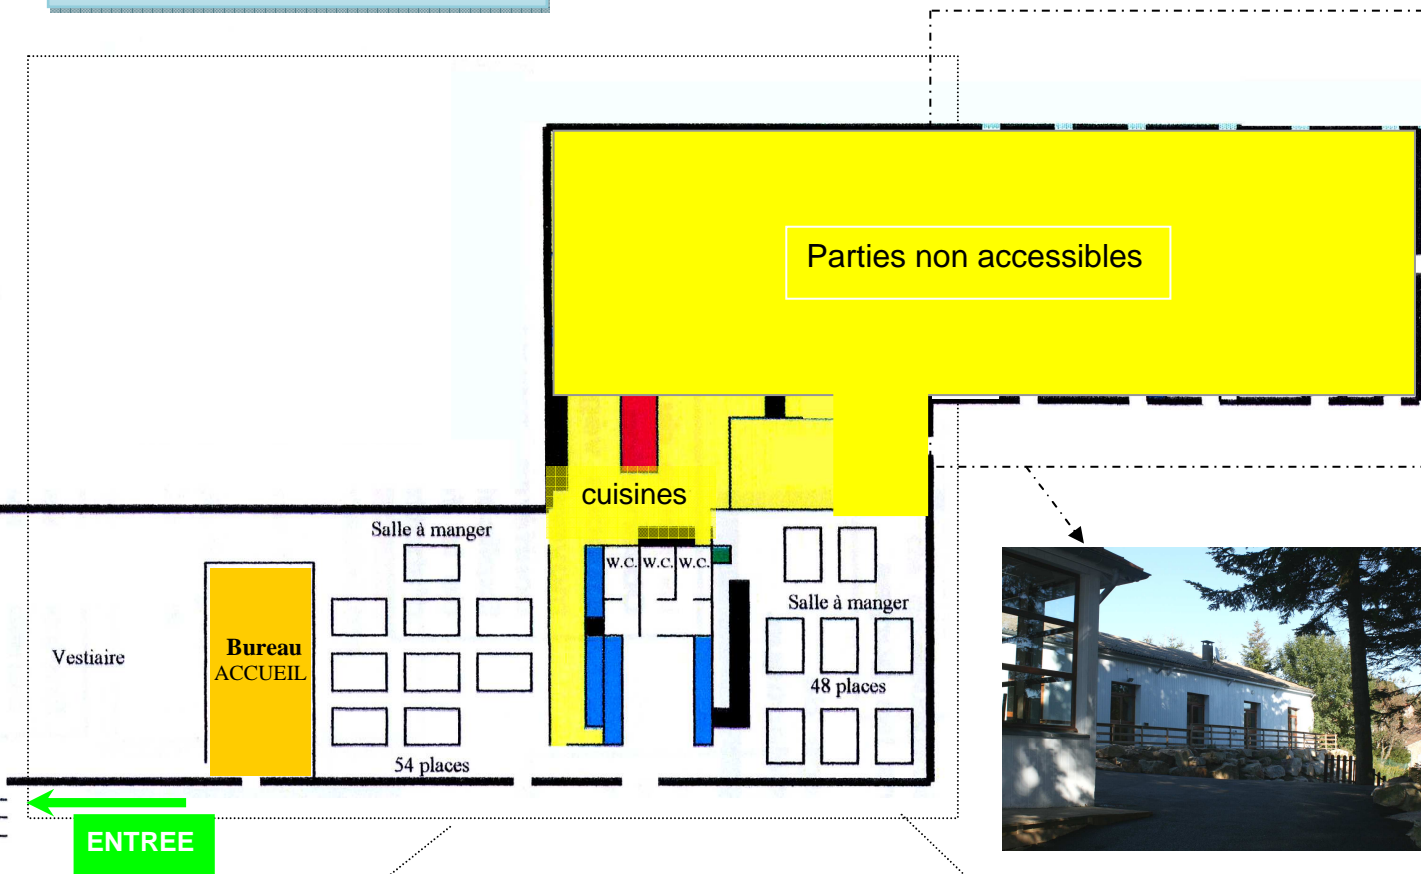 Parties non accessibles
cuisines
Salle à manger
W.C. W.C. W.C.
Salle à manger
Vestiaire
Bureau
ACCUEIL
48 places
54 places
ENTREE